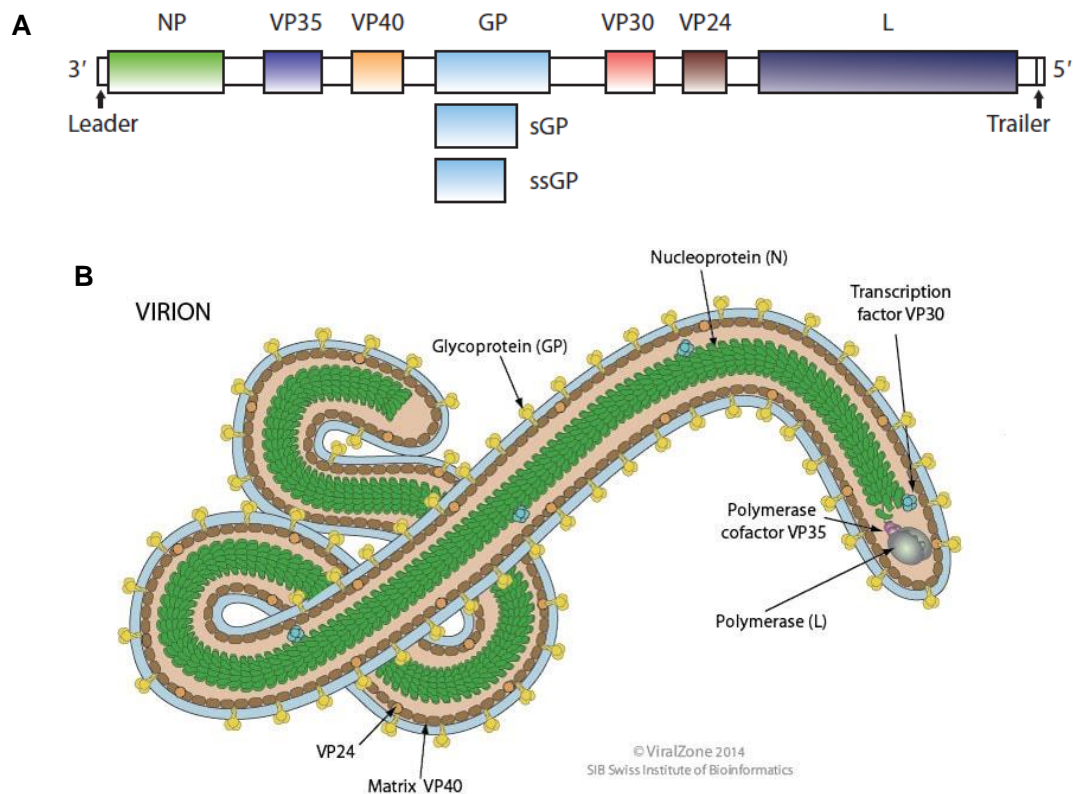 A
NP VP35 VP40 GP VP30 VP24 L
3′ 5′
Leader Trailer
sGP
ssGP
B
VIRION
Nucleoprotein (N)
Transcription
factor VP30
Glycoprotein (GP)
Polymerase
cofactor VP35
Polymerase (L)
VP24
Matrix VP40
© ViralZone 2014
SIB Swiss Institute of Bioinformatics